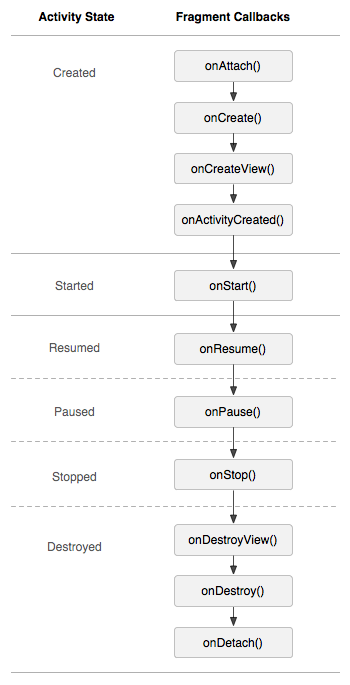 Activity State Fragment Callbacks
Created
onAttach()
onCreate()
onCreateView()
onActivityCreated()
Started onStart()
Resumed onResume()
Paused onPause()
Stopped onStop()
Destroyed onDestroyView()
onDestroy()
onDetach()